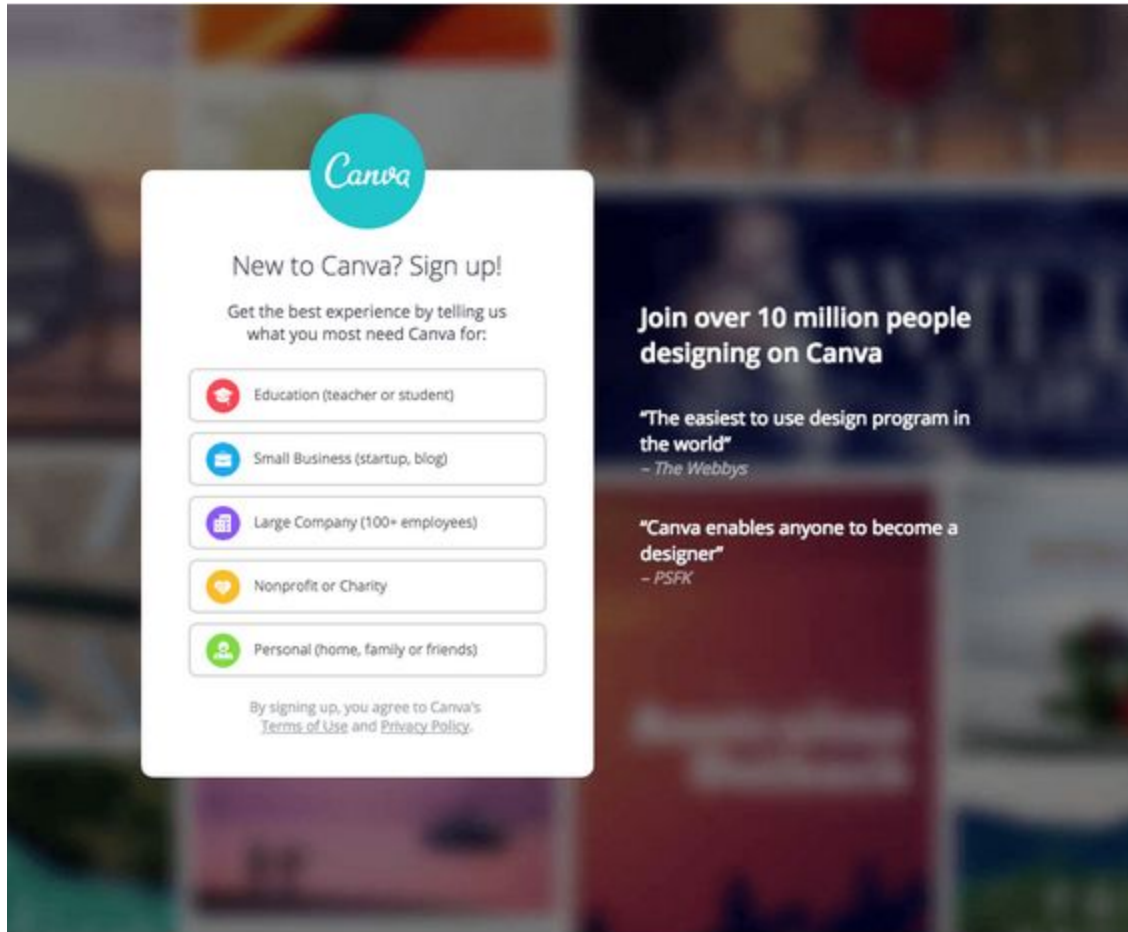 Canva
New to Canva? Sign up!
Get the best experience by telling us
what you most need Canva for:
Education (teacher or student)
Small Business (startup, blog)
Large Company (100+ employees)
Nonprofit or Charity
Personal (home, family or friends)
By signing up, you agree to Canva's
Terms of Use and Privacy Policy.
Join over 10 million people
designing on Canva
"The easiest to use design program in
the world"
– The Webbys
"Canva enables anyone to become a
designer"
– PSFK